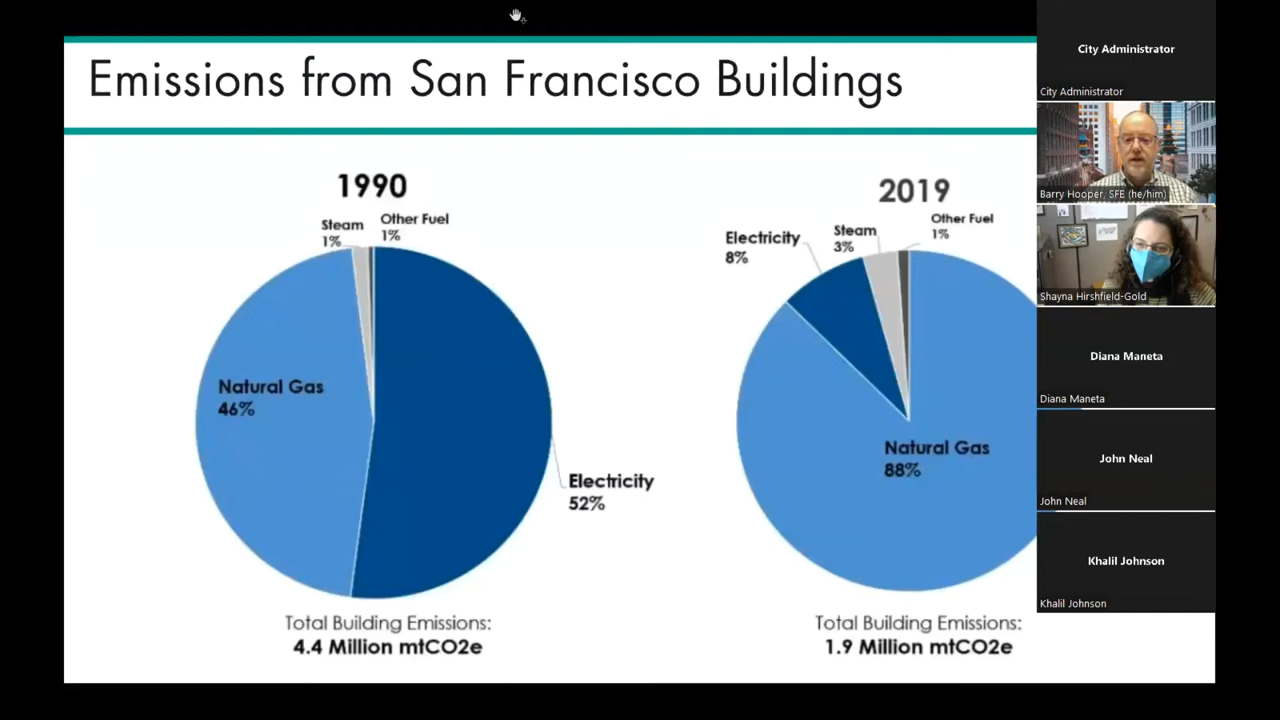 Emissions from San Francisco Buildings
1990
Steam
1%
Other Fuel
1%
Natural Gas
46%
Electricity
52%
Total Building Emissions:
4.4 Million mtCO2e
2019
Electricity
8%
Steam
3%
Other Fuel
1%
Natural Gas
88%
Total Building Emissions:
1.9 Million mtCO2e
City Administrator
City Administrator
Barry Hooper, SFE (he/him)
Shayna Hirshfield-Gold
Diana Maneta
Diana Maneta
John Neal
John Neal
Khalil Johnson
Khalil Johnson